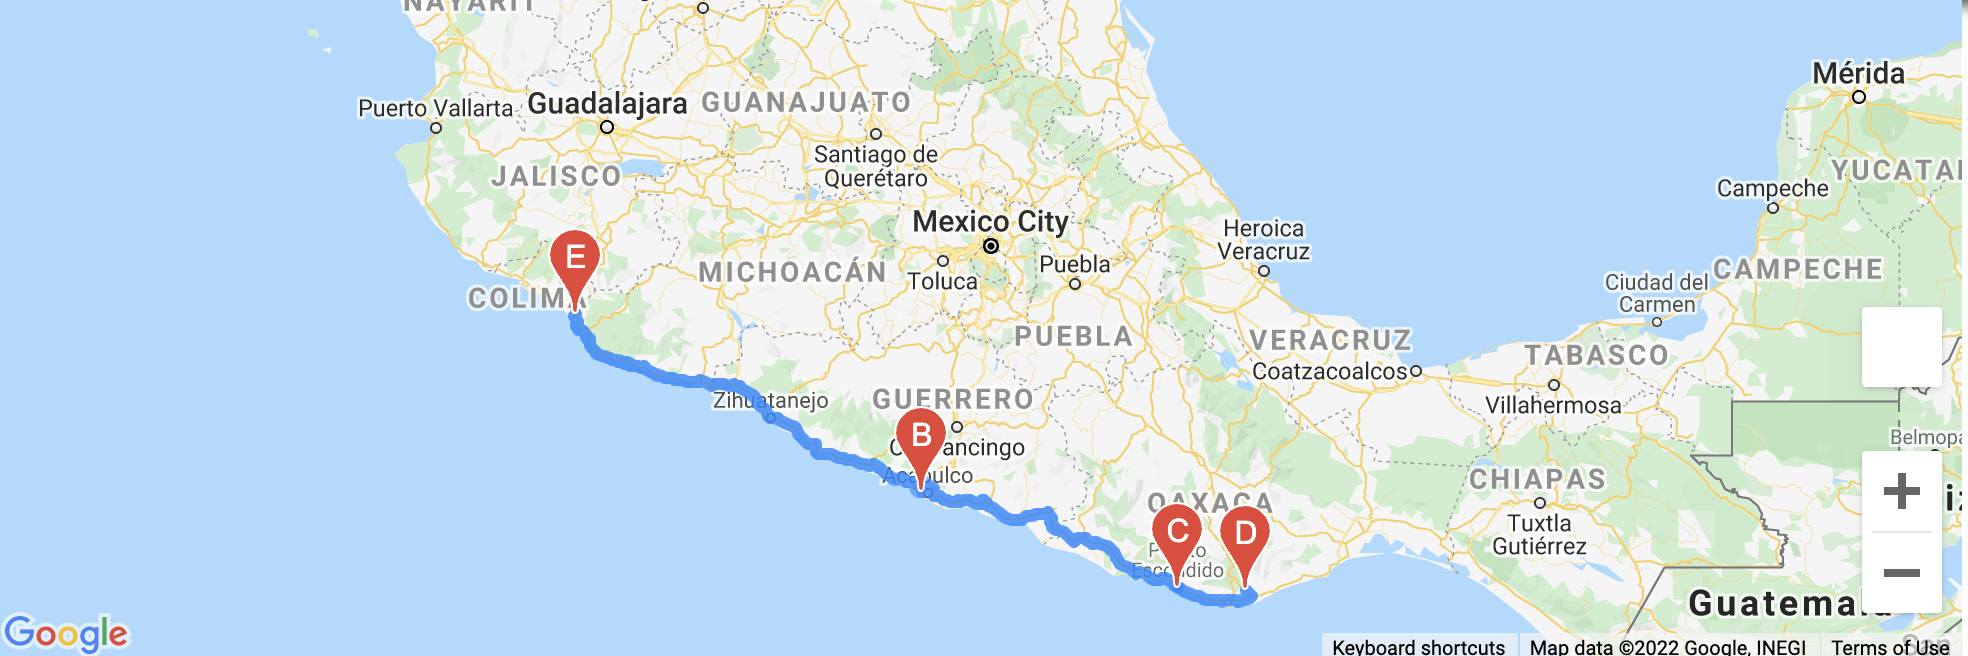 NAYARIT
Mérida
Puerto Vallarta
Guadalajara
GUANAJUATO
Santiago de
Querétaro
JALISCO
YUCATA
Campeche
Mexico City
Heroica
Veracruz
E
MICHOACÁN
Toluca
Puebla
CAMPECHE
Ciudad del
Carmen
COLIMA
PUEBLA
VERACRUZ
TABASCO
Coatzacoalcos
Zihuatanejo
GUERRERO
Villahermosa
B
Belmopa
Acapulco
CHIAPAS
OAXACA
C
D
Tuxtla
Gutiérrez
Escondido
Guatemala
Google
Keyboard shortcuts
Map data ©2022 Google, INEGI
Terms of Use